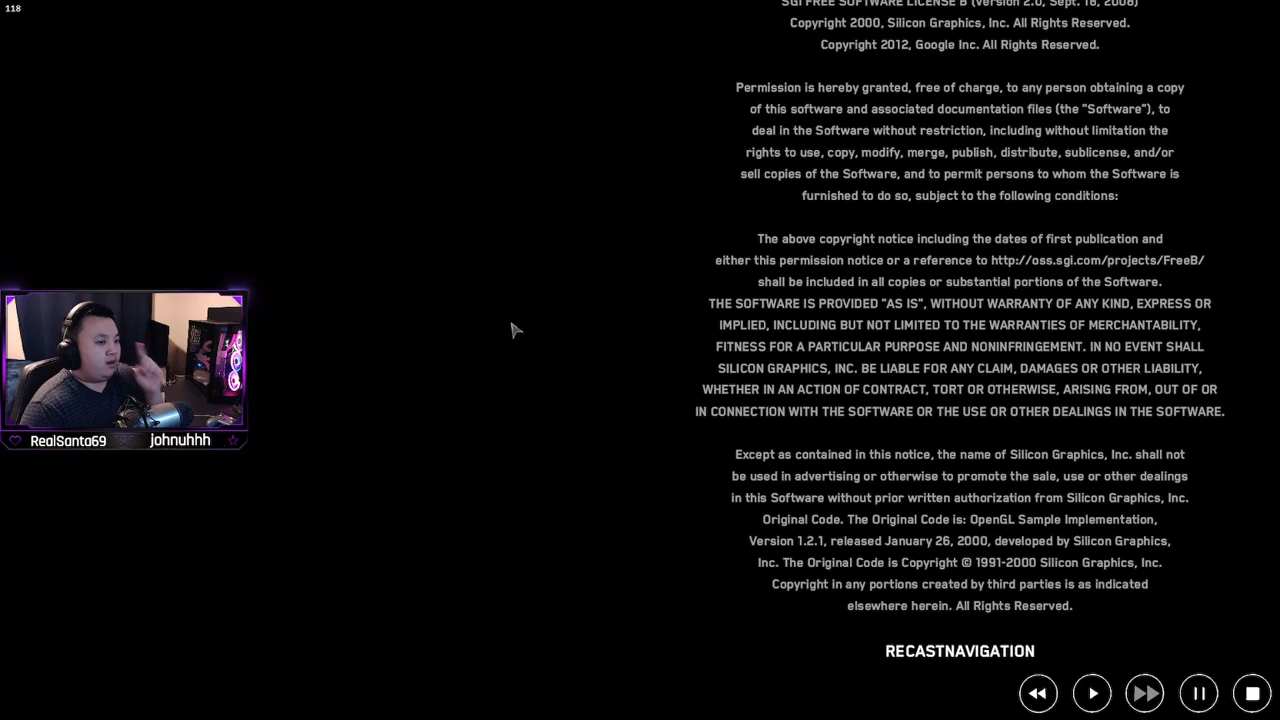 118
SGI FREE SOFTWARE LICENSE B (Version 2.0, Sept. 18, 2008)
Copyright 2000, Silicon Graphics, Inc. All Rights Reserved.
Copyright 2012, Google Inc. All Rights Reserved.
Permission is hereby granted, free of charge, to any person obtaining a copy
of this software and associated documentation files (the "Software"), to
deal in the Software without restriction, including without limitation the
rights to use, copy, modify, merge, publish, distribute, sublicense, and/or
sell copies of the Software, and to permit persons to whom the Software is
furnished to do so, subject to the following conditions:
The above copyright notice including the dates of first publication and
either this permission notice or a reference to http://oss.sgi.com/projects/FreeB/
shall be included in all copies or substantial portions of the Software.
THE SOFTWARE IS PROVIDED "AS IS", WITHOUT WARRANTY OF ANY KIND, EXPRESS OR
IMPLIED, INCLUDING BUT NOT LIMITED TO THE WARRANTIES OF MERCHANTABILITY,
FITNESS FOR A PARTICULAR PURPOSE AND NONINFRINGEMENT. IN NO EVENT SHALL
SILICON GRAPHICS, INC. BE LIABLE FOR ANY CLAIM, DAMAGES OR OTHER LIABILITY,
WHETHER IN AN ACTION OF CONTRACT, TORT OR OTHERWISE, ARISING FROM, OUT OF OR
IN CONNECTION WITH THE SOFTWARE OR THE USE OR OTHER DEALINGS IN THE SOFTWARE.
Except as contained in this notice, the name of Silicon Graphics, Inc. shall not
be used in advertising or otherwise to promote the sale, use or other dealings
in this Software without prior written authorization from Silicon Graphics, Inc.
Original Code. The Original Code is: OpenGL Sample Implementation,
Version 1.2.1, released January 26, 2000, developed by Silicon Graphics,
Inc. The Original Code is Copyright © 1991-2000 Silicon Graphics, Inc.
Copyright in any portions created by third parties is as indicated
elsewhere herein. All Rights Reserved.
RECASTNAVIGATION
RealSanta69
johnuhhh